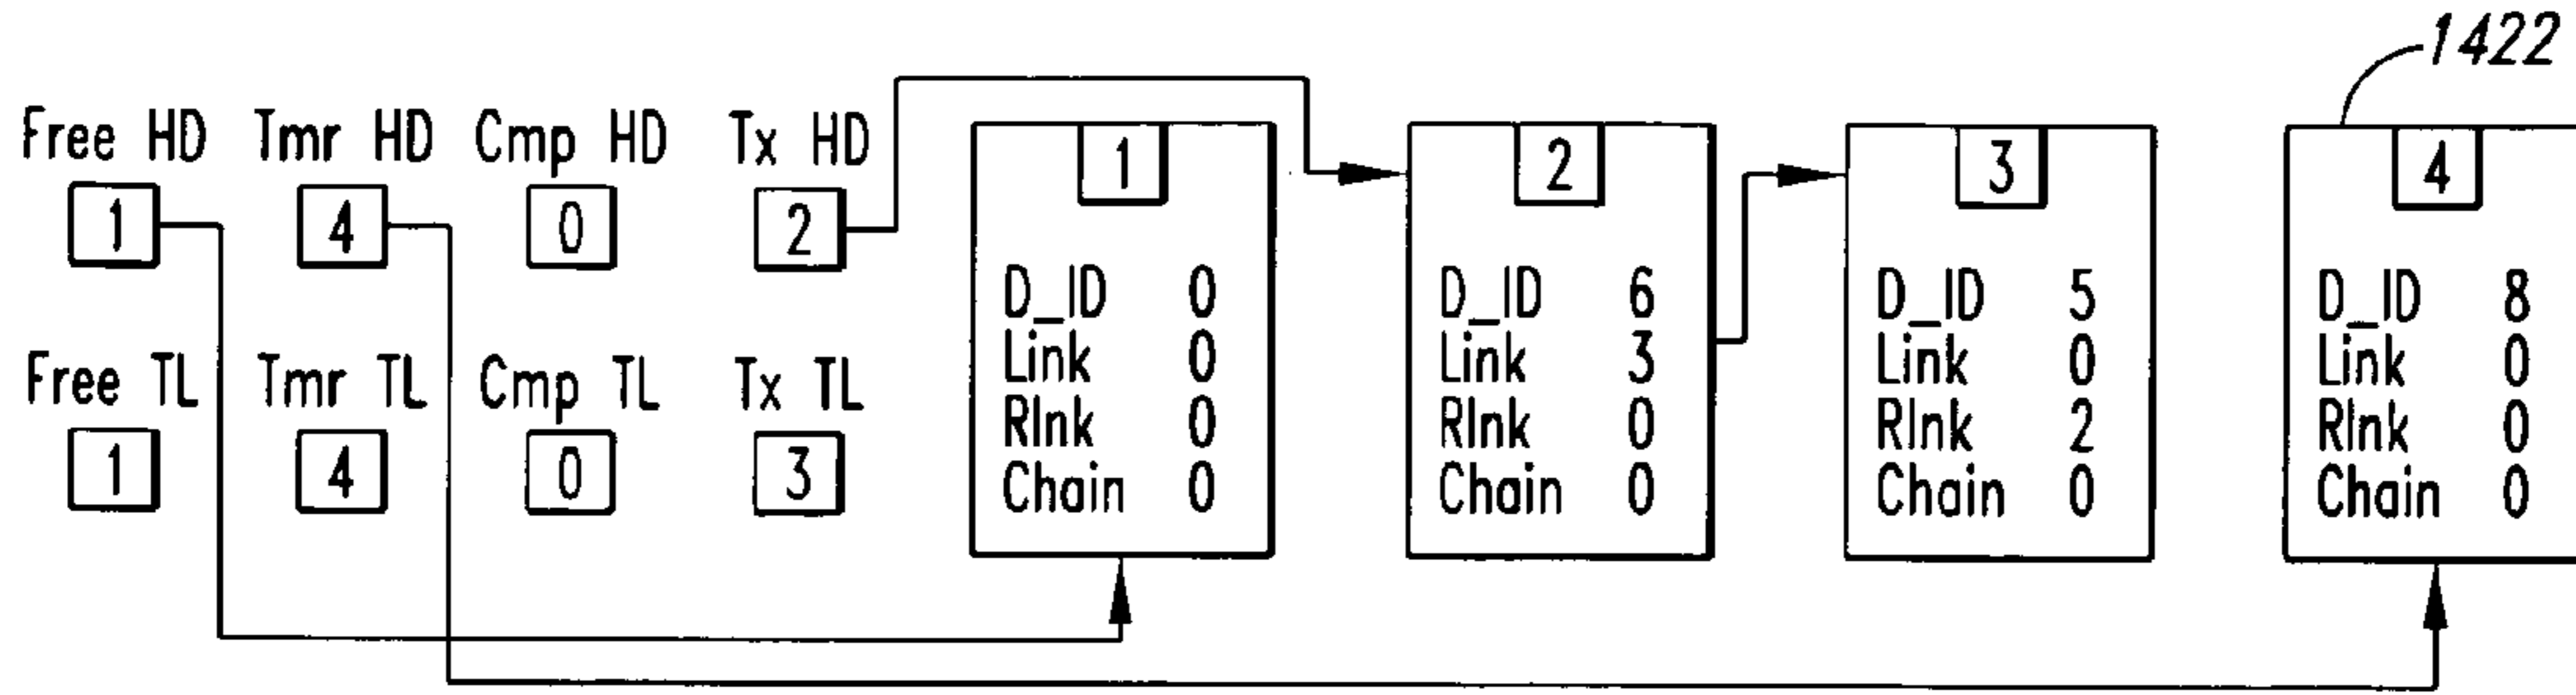 1422
Free HD Tmr HD Cmp HD Tx HD
1 4 0 2
Free TL Tmr TL Cmp TL Tx TL
1 4 0 3
1
D_ID 0
Link 0
Rlnk 0
Chain 0
2
D_ID 6
Link 3
Rlnk 0
Chain 0
3
D_ID 5
Link 0
Rlnk 2
Chain 0
4
D_ID 8
Link 0
Rlnk 0
Chain 0